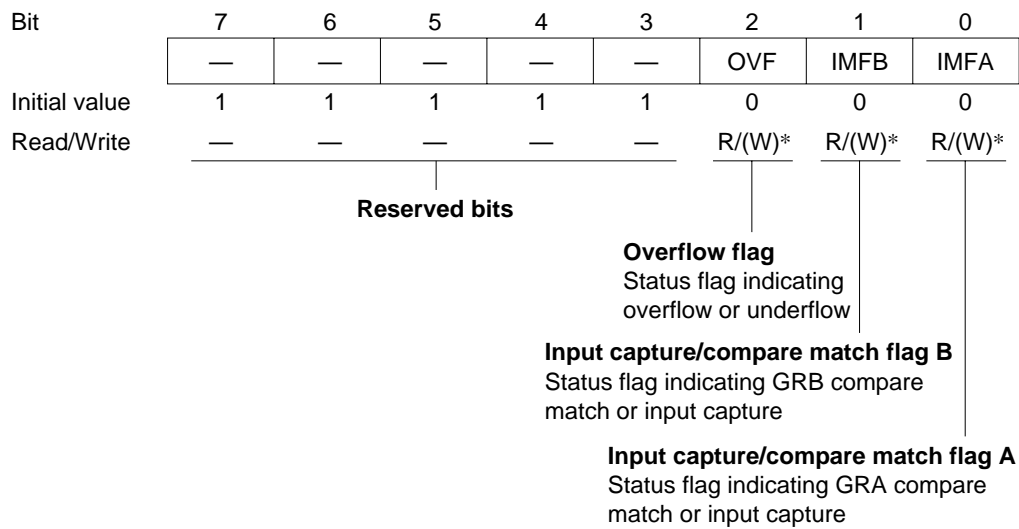 Bit 7 6 5 4 3 2 1 0
— — — — — OVF IMFB IMFA
Initial value 1 1 1 1 1 0 0 0
Read/Write — — — — — R/(W)* R/(W)* R/(W)*
Reserved bits
Overflow flag
Status flag indicating
overflow or underflow
Input capture/compare match flag B
Status flag indicating GRB compare
match or input capture
Input capture/compare match flag A
Status flag indicating GRA compare
match or input capture